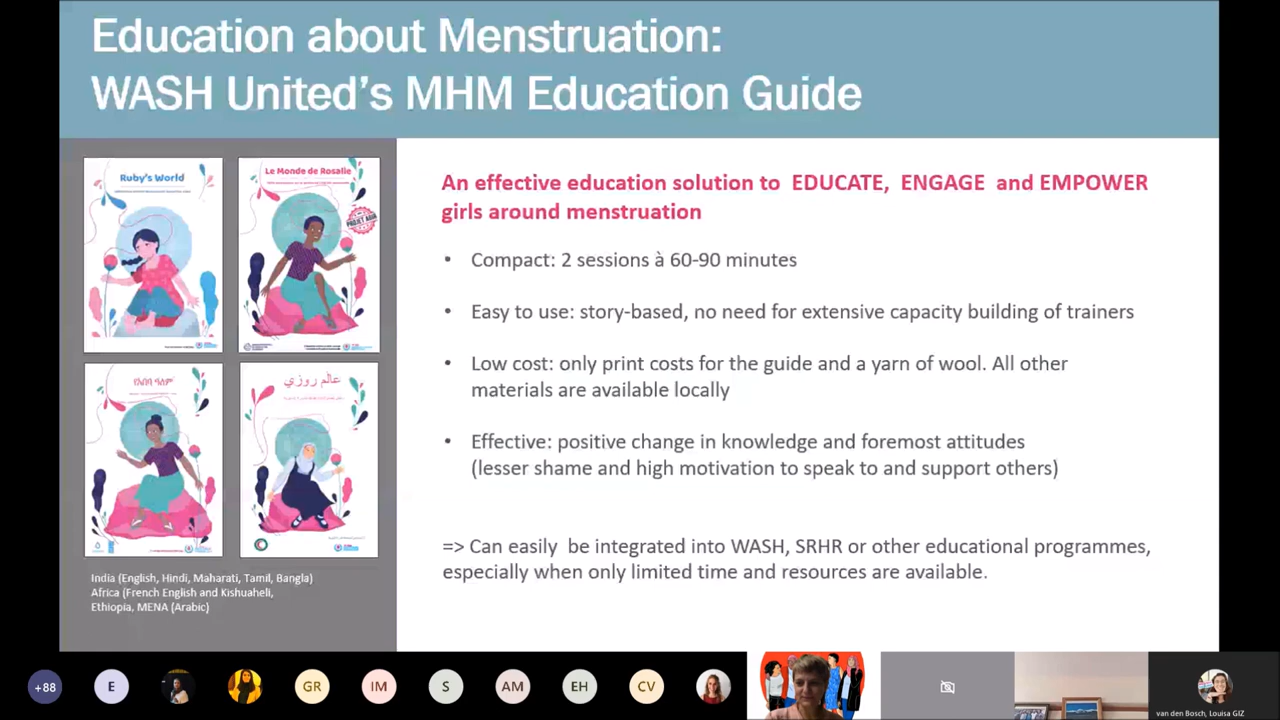 Education about Menstruation:
WASH United's MHM Education Guide
Ruby's World
Le Monde de Rosalie
PROJET
የአበባ ዓለም
عالم روزي
India (English, Hindi, Maharati, Tamil, Bangla)
Africa (French English and Kishuaheli,
Ethiopia, MENA (Arabic)
An effective education solution to EDUCATE, ENGAGE and EMPOWER
girls around menstruation
• Compact: 2 sessions à 60-90 minutes
• Easy to use: story-based, no need for extensive capacity building of trainers
• Low cost: only print costs for the guide and a yarn of wool. All other
materials are available locally
• Effective: positive change in knowledge and foremost attitudes
(lesser shame and high motivation to speak to and support others)
=> Can easily be integrated into WASH, SRHR or other educational programmes,
especially when only limited time and resources are available.
+88
E
GR
IM
S
AM
EH
CV
van den Bosch, Louisa GIZ